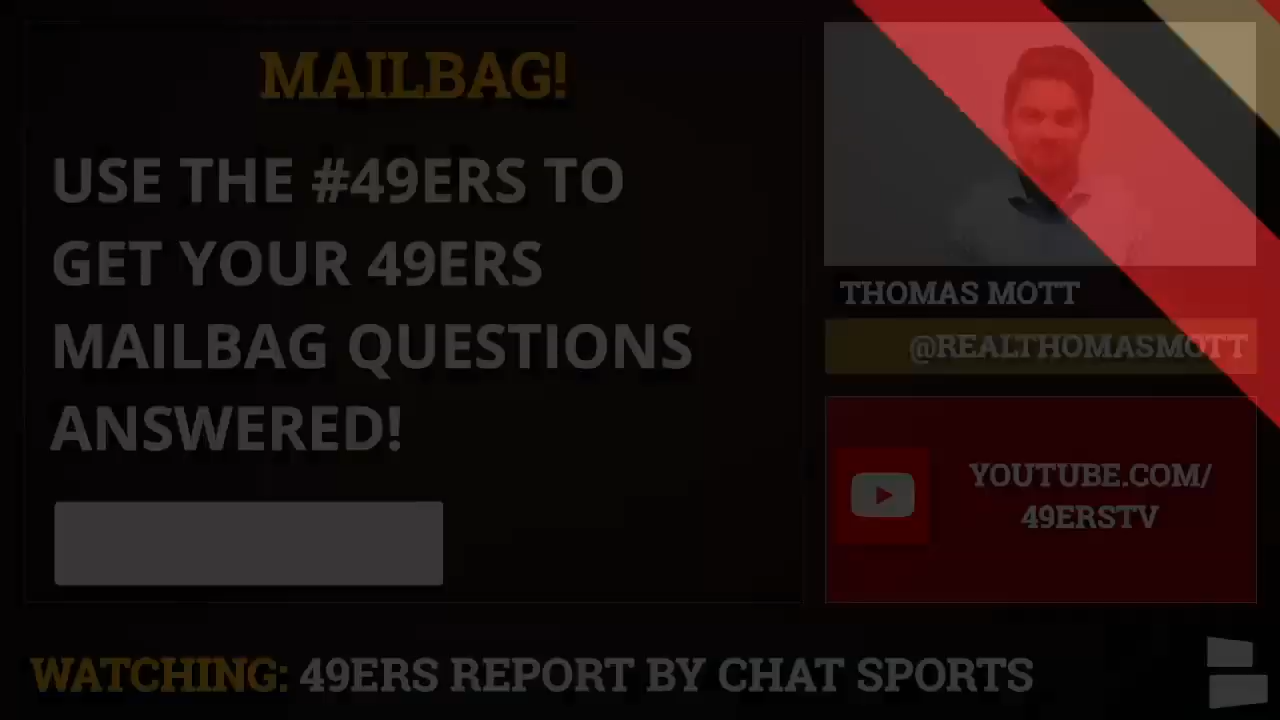 MAILBAG!
USE THE #49ERS TO
GET YOUR 49ERS
MAILBAG QUESTIONS
ANSWERED!
THOMAS MOTT
@REALTHOMASMOTT
YOUTUBE.COM/
49ERSTV
WATCHING: 49ERS REPORT BY CHAT SPORTS